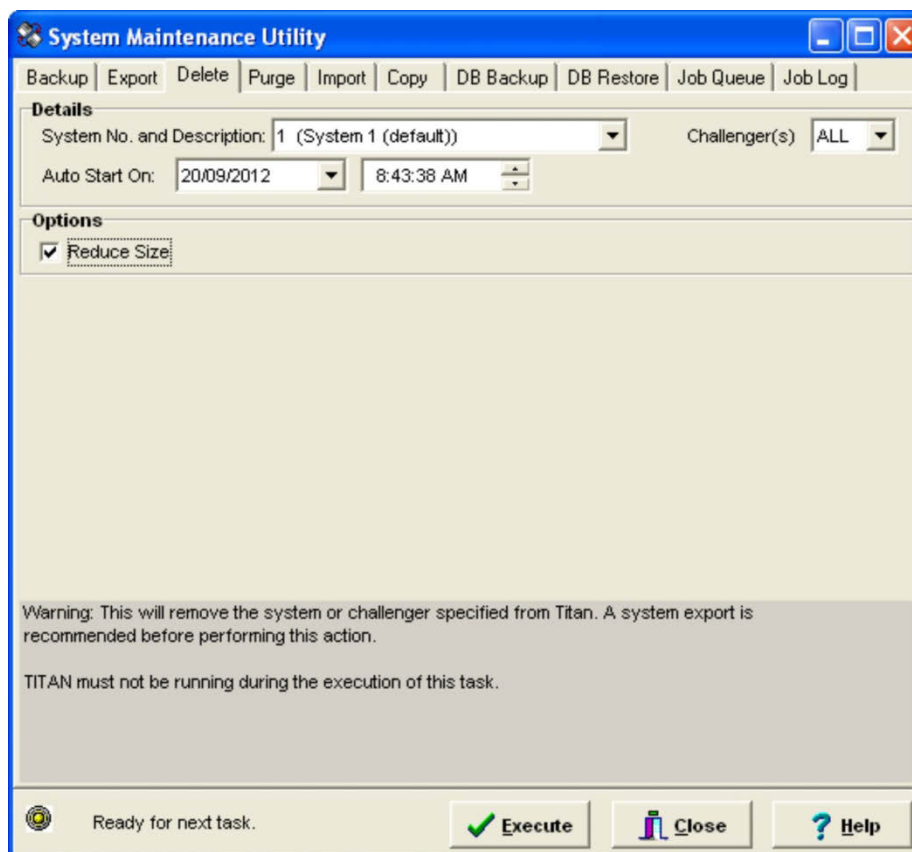 System Maintenance Utility
Backup Export Delete Purge Import Copy DB Backup DB Restore Job Queue Job Log
Details
System No. and Description: 1 (System 1 (default)) Challenger(s) ALL
Auto Start On: 20/09/2012 8:43:38 AM
Options
Reduce Size
Warning: This will remove the system or challenger specified from Titan. A system export is
recommended before performing this action.
TITAN must not be running during the execution of this task.
Ready for next task. Execute Close Help